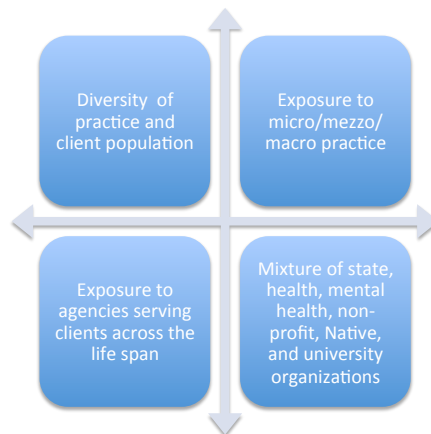 Diversity of
practice and
client population
Exposure to
micro/mezzo/
macro practice
Exposure to
agencies serving
clients across the
life span
Mixture of state,
health, mental
health, non-
profit, Native,
and university
organizations